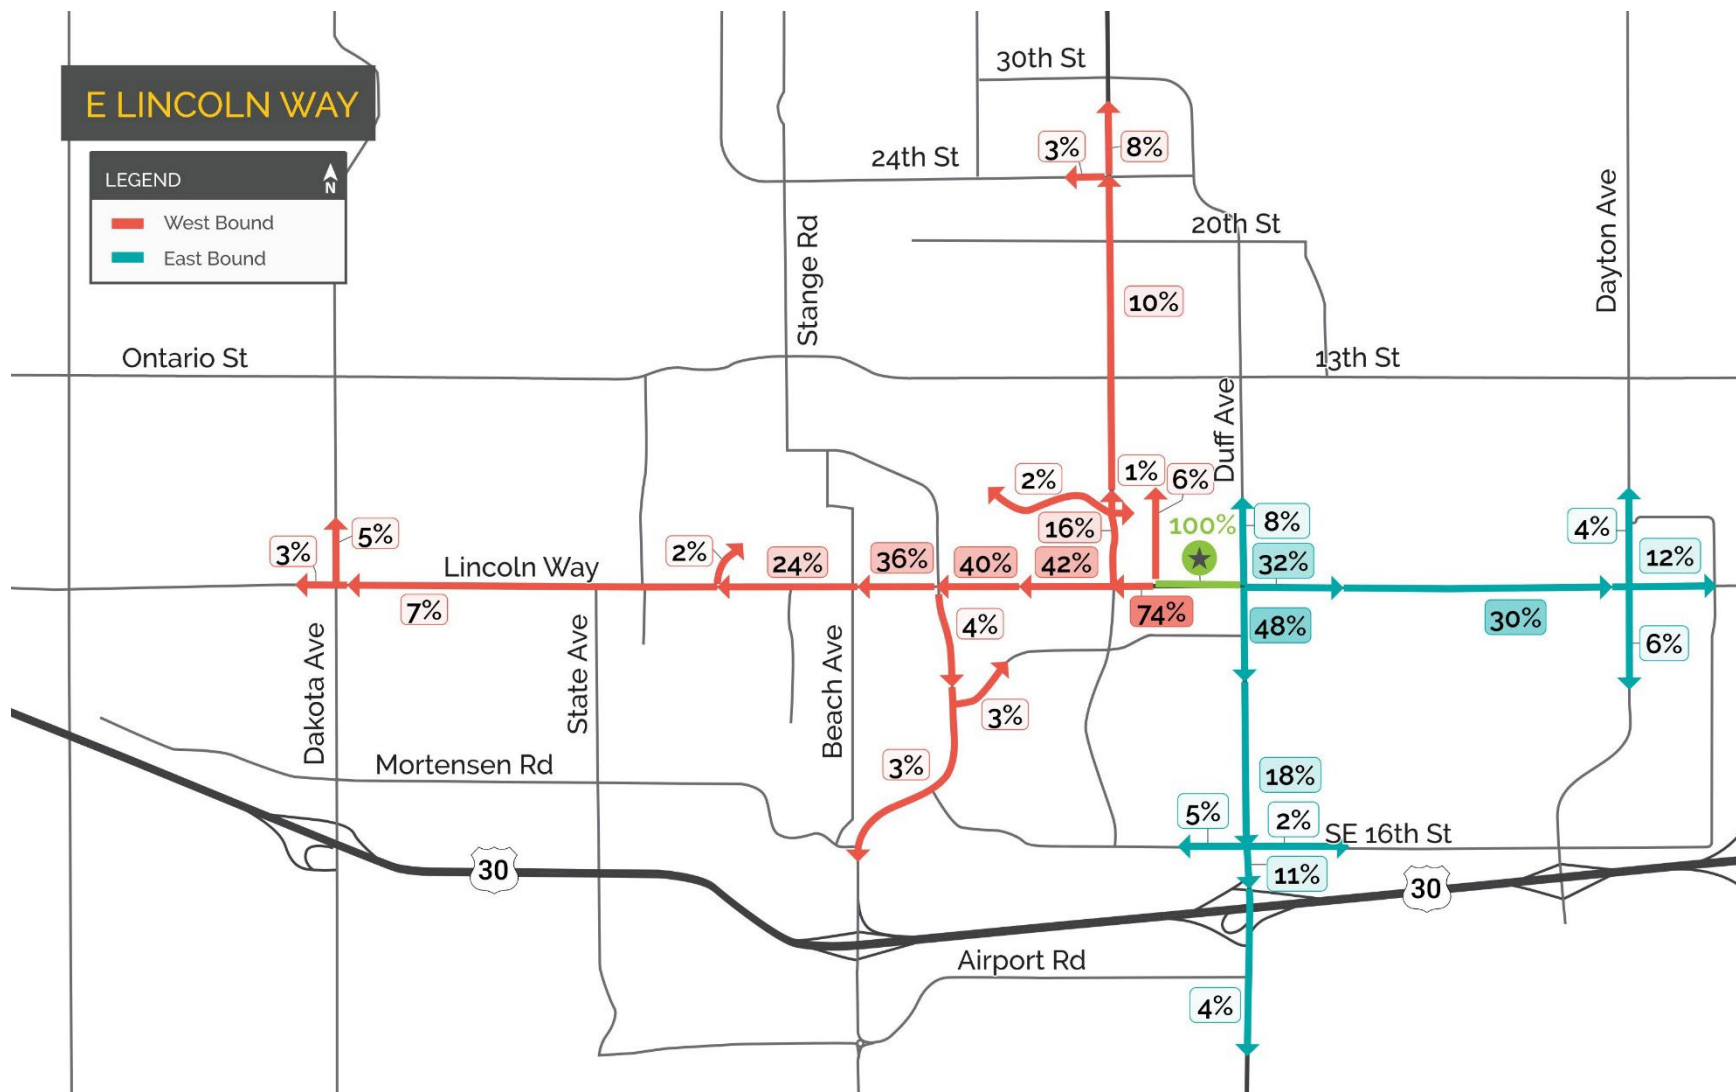 30th St
E LINCOLN WAY
24th St
3%
8%
LEGEND
N
West Bound
East Bound
20th St
Stange Rd
Dayton Ave
10%
Ontario St
13th St
Duff Ave
1%
6%
2%
100%
16%
8%
4%
5%
3%
2%
24%
36%
40%
42%
32%
12%
Lincoln Way
7%
74%
48%
30%
4%
6%
Dakota Ave
State Ave
Beach Ave
3%
3%
Mortensen Rd
18%
5%
2%
SE 16th St
30
11%
30
Airport Rd
4%